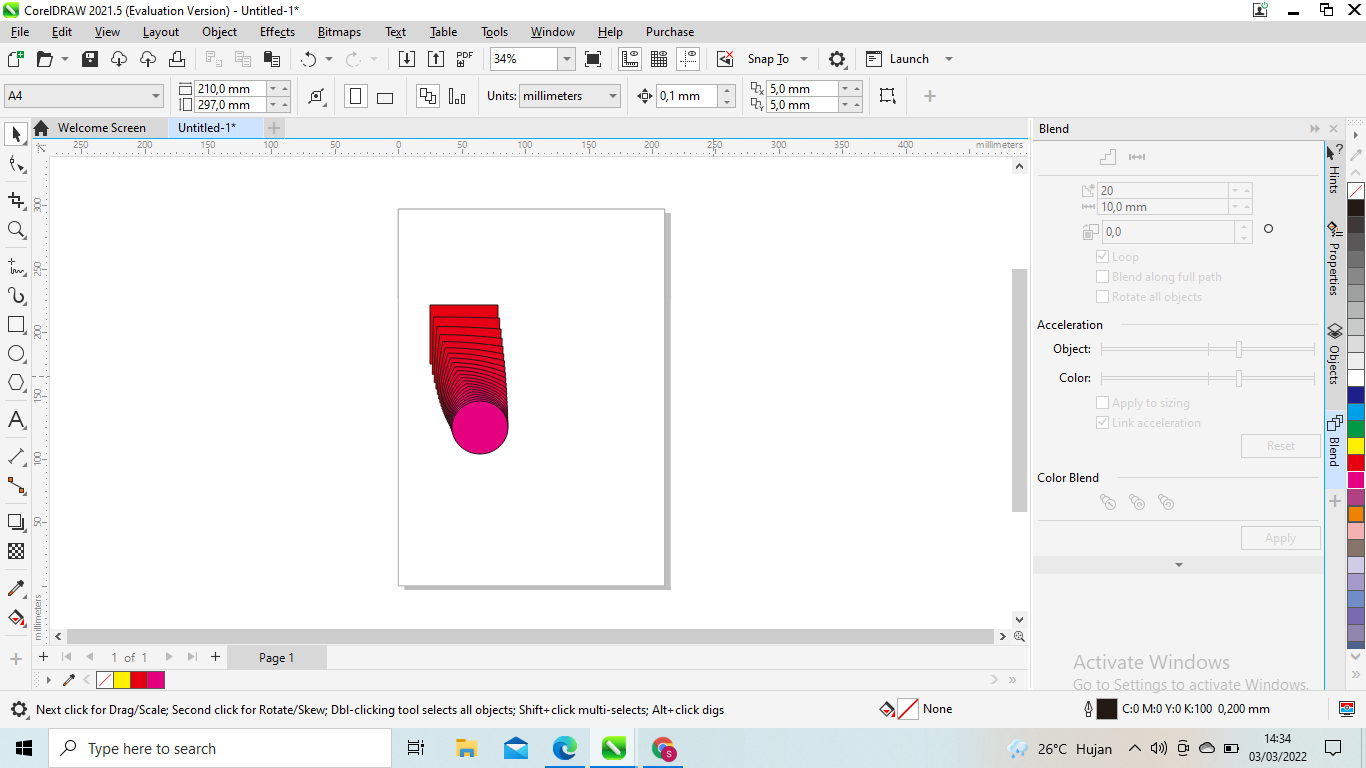 CorelDRAW 2021.5 (Evaluation Version) - Untitled-1*
File Edit View Layout Object Effects Bitmaps Text Table Tools Window Help Purchase
PDF 34% Snap To Launch
A4 210,0 mm 297,0 mm Units: millimeters 0,1 mm 5,0 mm 5,0 mm
Welcome Screen Untitled-1*
250 200 150 100 50 0 50 100 150 200 250 300 350 400 millimeters
300
250
200
150
100
50
millimeters
Blend
20
10,0 mm
0,0
Loop
Blend along full path
Rotate all objects
Acceleration
Object:
Color:
Apply to sizing
Link acceleration
Reset
Color Blend
Apply
Hints
Properties
Objects
Blend
1 of 1 Page 1
Activate Windows
Go to Settings to activate Windows.
Next click for Drag/Scale; Second click for Rotate/Skew; Dbl-clicking tool selects all objects; Shift+click multi-selects; Alt+click digs
None
C:0 M:0 Y:0 K:100 0,200 mm
Type here to search
S
26°C Hujan
14:34
03/03/2022